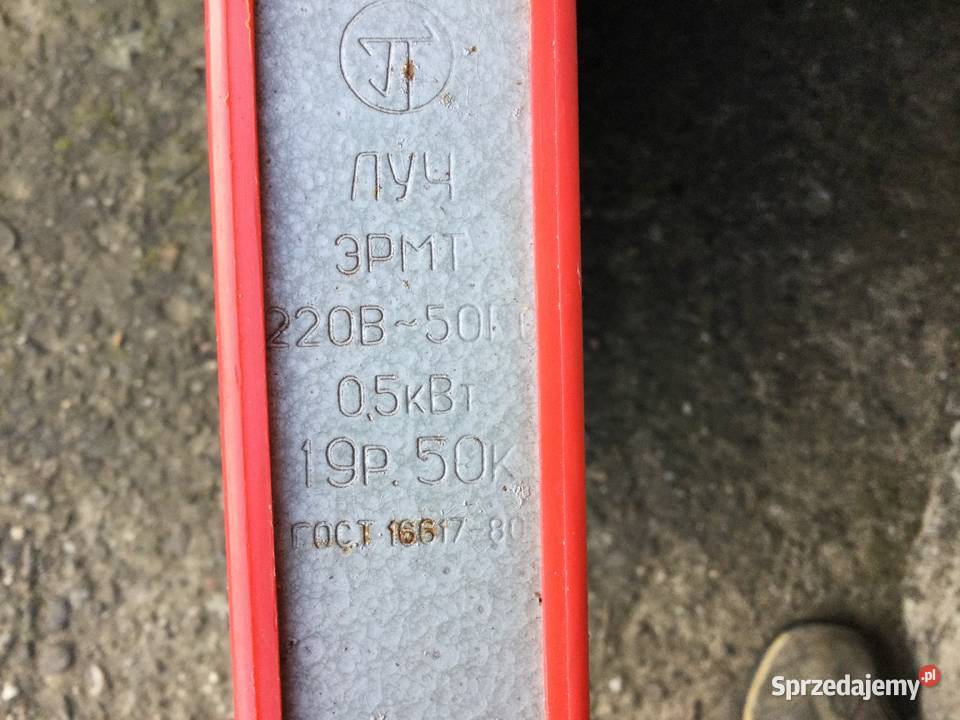 ЛУЧ
ЭРМТ
220В~50Гц
0,5кВт
19р.50к
ГОСТ 16617-80
Sprzedajemy.pl